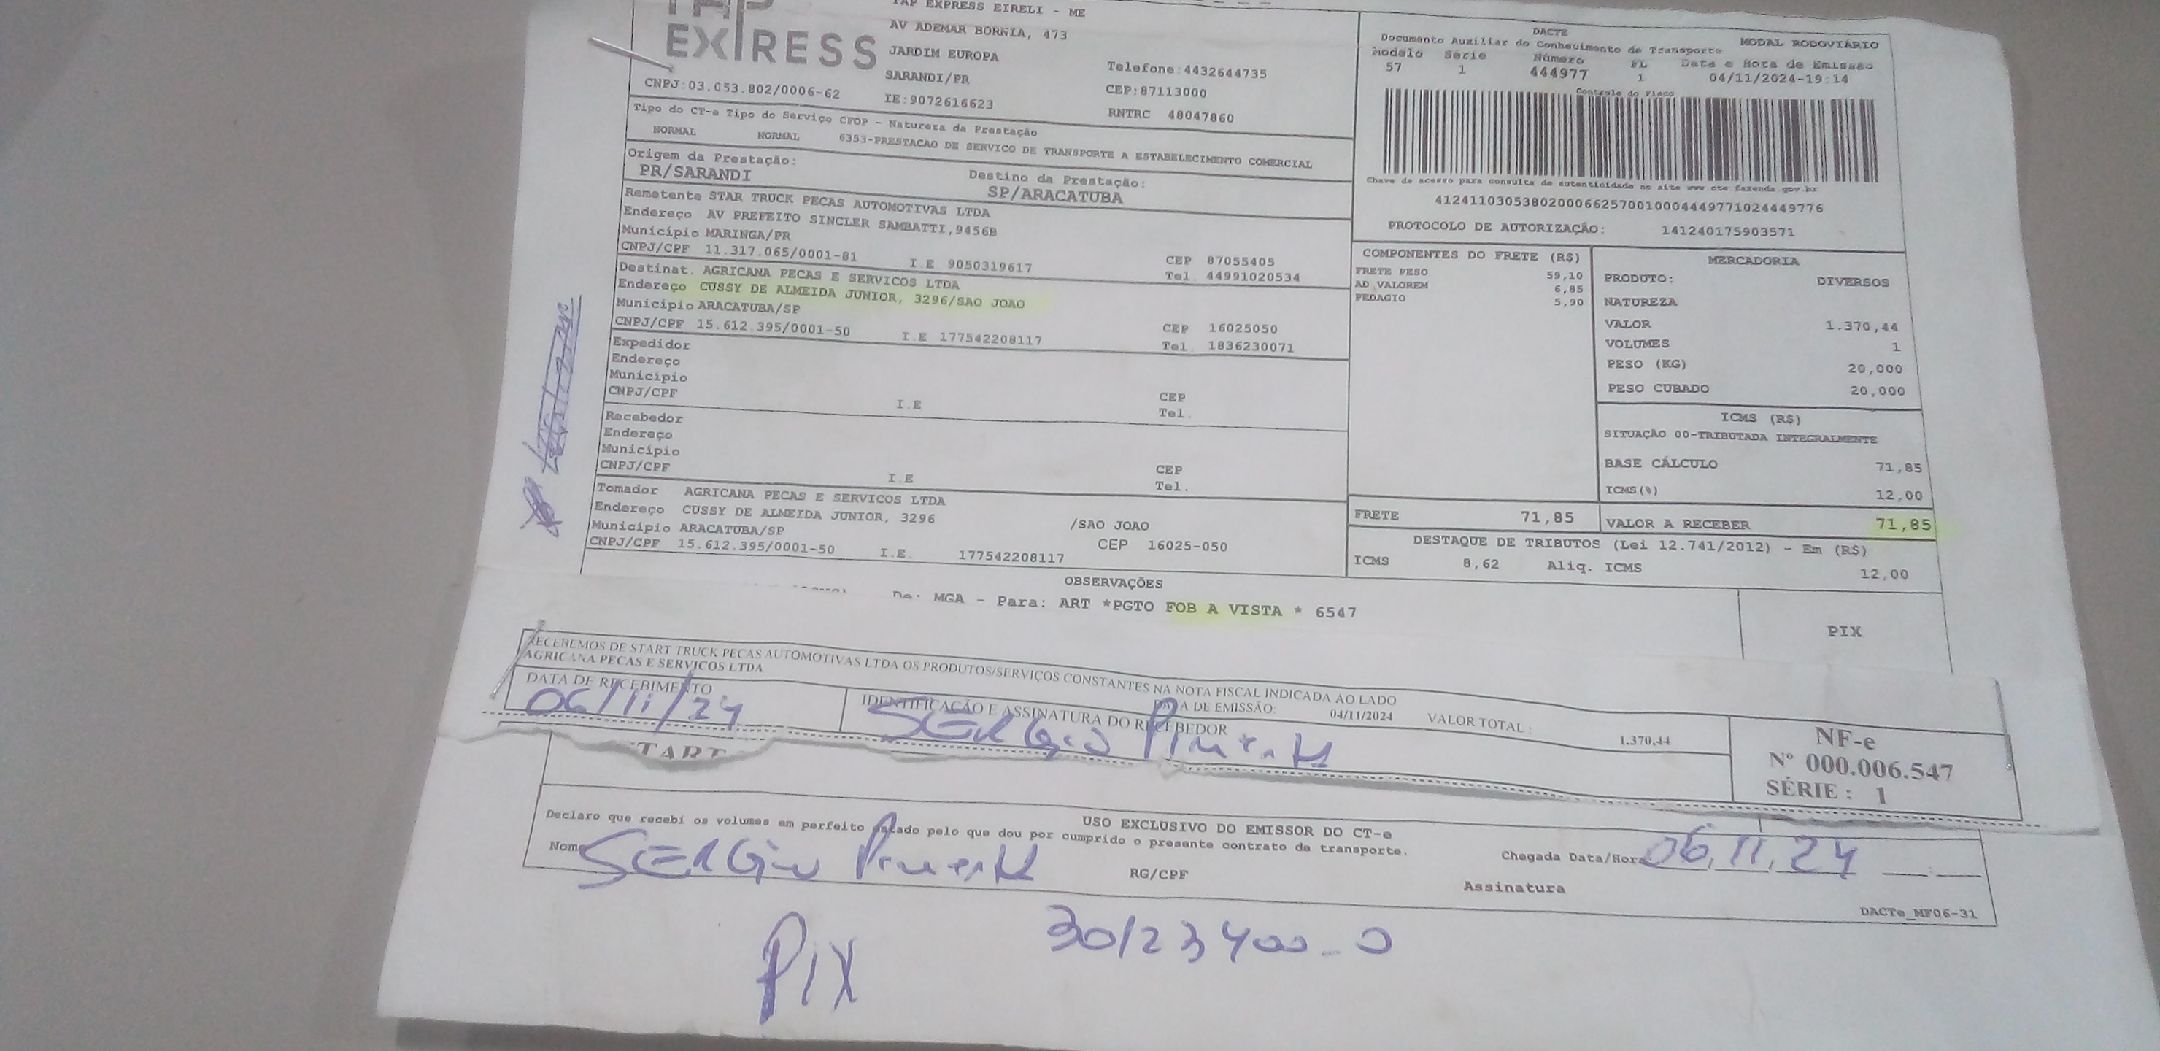 TAP
EXPRESS
TAP EXPRESS EIRELI - ME
AV ADEMAR BORNIA, 473
JARDIM EUROPA
SARANDI/PR
IE:9072616623
CNPJ:03.053.802/0006-62
Telefone:4432644735
CEP:87113000
RNTRC 48047860
Tipo do CT-e Tipo do Serviço CFOP - Natureza da Prestação
NORMAL NORMAL 6353-PRESTACAO DE SERVICO DE TRANSPORTE A ESTABELECIMENTO COMERCIAL
Origem da Prestação: Destino da Prestação:
PR/SARANDI SP/ARACATUBA
DACTE
Documento Auxiliar do Conhecimento de Transporte MODAL RODOVIÁRIO
Modelo Série Número FL Data e Hora de Emissão
57 1 444977 1 04/11/2024-19:14
Controle do Fisco
Chave de acesso para consulta de autenticidade no site www cte fazenda gov.br
41241103053802000662570010004449771024449776
PROTOCOLO DE AUTORIZAÇÃO: 141240175903571
Remetente STAR TRUCK PECAS AUTOMOTIVAS LTDA
Endereço AV PREFEITO SINCLER SAMBATTI,9456B
Município MARINGA/PR CEP 87055405
CNPJ/CPF 11.317.065/0001-81 I.E 9050319617 Tel. 44991020534
Destinat. AGRICANA PECAS E SERVICOS LTDA
Endereço CUSSY DE ALMEIDA JUNIOR, 3296/SAO JOAO
Município ARACATUBA/SP CEP 16025050
CNPJ/CPF 15.612.395/0001-50 I.E 177542208117 Tel. 1836230071
Expedidor
Endereço
Município CEP
CNPJ/CPF I.E Tel.
Recebedor
Endereço
Município CEP
CNPJ/CPF I.E Tel.
Tomador AGRICANA PECAS E SERVICOS LTDA
Endereço CUSSY DE ALMEIDA JUNIOR, 3296 /SAO JOAO
Município ARACATUBA/SP CEP 16025-050
CNPJ/CPF 15.612.395/0001-50 I.E. 177542208117
COMPONENTES DO FRETE (R$)
FRETE PESO 59,10
AD VALOREM 6,85
PEDAGIO 5,90
MERCADORIA
PRODUTO: DIVERSOS
NATUREZA
VALOR 1.370,44
VOLUMES 1
PESO (KG) 20,000
PESO CUBADO 20,000
ICMS (R$)
SITUAÇÃO 00-TRIBUTADA INTEGRALMENTE
BASE CÁLCULO 71,85
ICMS(%) 12,00
FRETE 71,85 VALOR A RECEBER 71,85
DESTAQUE DE TRIBUTOS (Lei 12.741/2012) - Em (R$)
ICMS 8,62 Aliq. ICMS 12,00
OBSERVAÇÕES
De: MGA - Para: ART *PGTO FOB A VISTA * 6547
PIX
RECEBEMOS DE START TRUCK PECAS AUTOMOTIVAS LTDA OS PRODUTOS/SERVIÇOS CONSTANTES NA NOTA FISCAL INDICADA AO LADO
AGRICANA PECAS E SERVICOS LTDA
DATA DE EMISSÃO: 04/11/2024 VALOR TOTAL : 1.370,44
DATA DE RECEBIMENTO IDENTIFICAÇÃO E ASSINATURA DO RECEBEDOR
06/11/24 SERGIO
NF-e
Nº 000.006.547
SÉRIE : 1
START
USO EXCLUSIVO DO EMISSOR DO CT-e
Declaro que recebi os volumes em perfeito estado pelo que dou por cumprido o presente contrato de transporte.
Nome SERGIO RG/CPF Assinatura
Chegada Data/Hora 06.11.24
DACTe_MF06-31
PIX 30123400-0